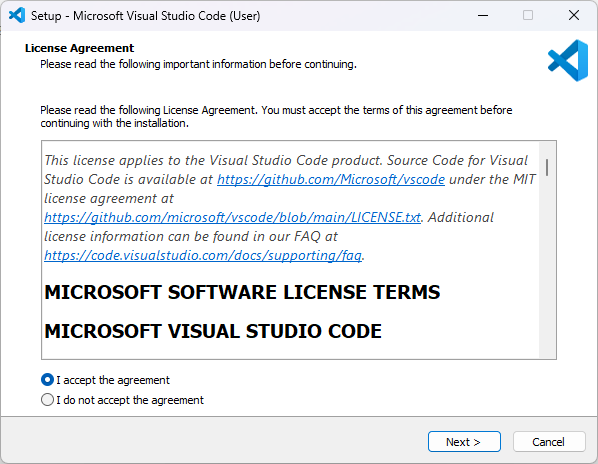 Setup - Microsoft Visual Studio Code (User)
License Agreement
Please read the following important information before continuing.
Please read the following License Agreement. You must accept the terms of this agreement before
continuing with the installation.
This license applies to the Visual Studio Code product. Source Code for Visual
Studio Code is available at https://github.com/Microsoft/vscode under the MIT
license agreement at
https://github.com/microsoft/vscode/blob/main/LICENSE.txt. Additional
license information can be found in our FAQ at
https://code.visualstudio.com/docs/supporting/faq.
MICROSOFT SOFTWARE LICENSE TERMS
MICROSOFT VISUAL STUDIO CODE
I accept the agreement
I do not accept the agreement
Next >
Cancel